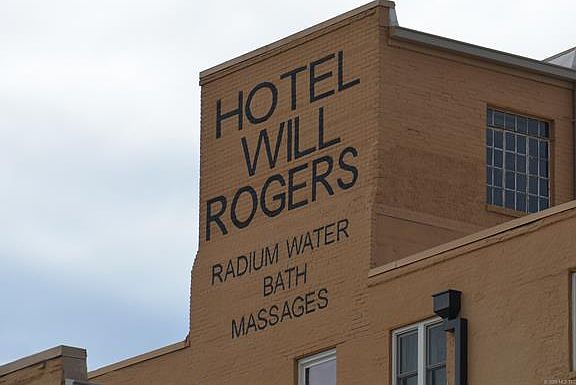 HOTEL
WILL
ROGERS
RADIUM WATER
BATH
MASSAGES